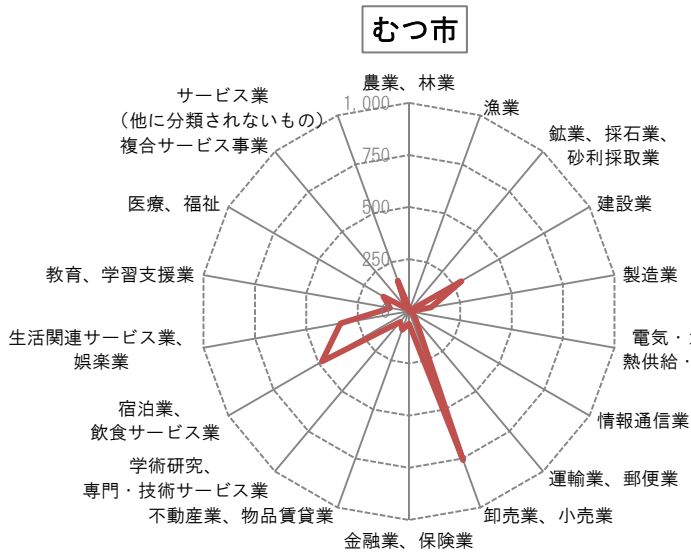 むつ市
農業、林業
漁業
鉱業、採石業、
砂利採取業
建設業
製造業
電気・
熱供給・
情報通信業
運輸業、郵便業
卸売業、小売業
金融業、保険業
不動産業、物品賃貸業
学術研究、
専門・技術サービス業
宿泊業、
飲食サービス業
生活関連サービス業、
娯楽業
教育、学習支援業
医療、福祉
複合サービス事業
サービス業
（他に分類されないもの）
1,000
750
500
250